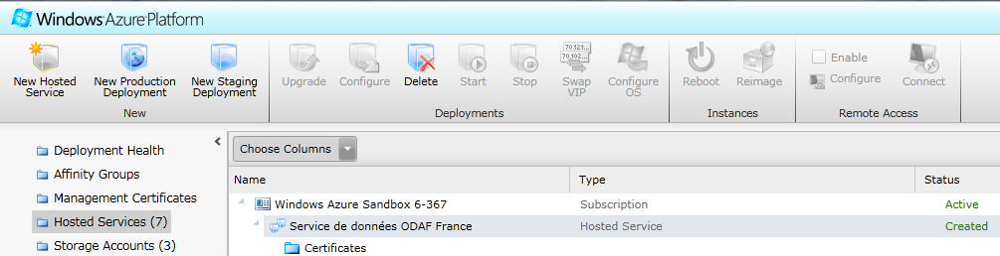 Windows Azure Platform
New Hosted Service
New Production Deployment
New Staging Deployment
Upgrade
Configure
Delete
Start
Stop
70,121...
70,102...
Swap VIP
Configure OS
Reboot
Reimage
Enable
Configure
Connect
New
Deployments
Instances
Remote Access
Deployment Health
Affinity Groups
Management Certificates
Hosted Services (7)
Storage Accounts (3)
Choose Columns
Name Type Status
Windows Azure Sandbox 6-367 Subscription Active
Service de données ODAF France Hosted Service Created
Certificates